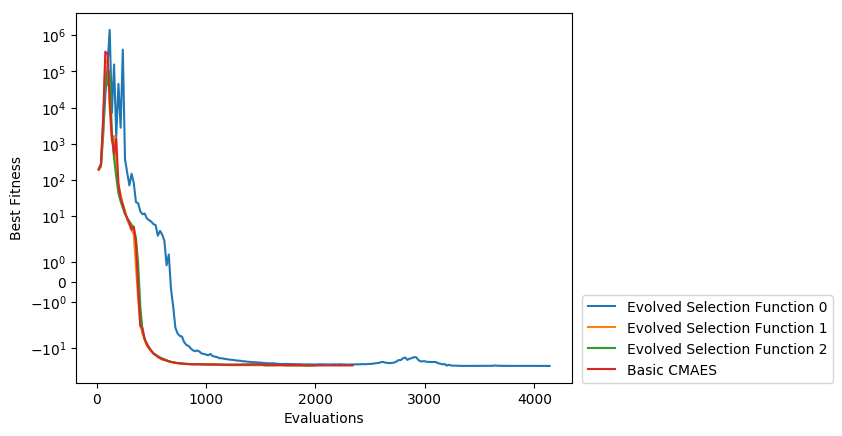 10⁶
10⁵
10⁴
10³
10²
10¹
10⁰
0
−10⁰
−10¹
Best Fitness
0 1000 2000 3000 4000
Evaluations
Evolved Selection Function 0
Evolved Selection Function 1
Evolved Selection Function 2
Basic CMAES